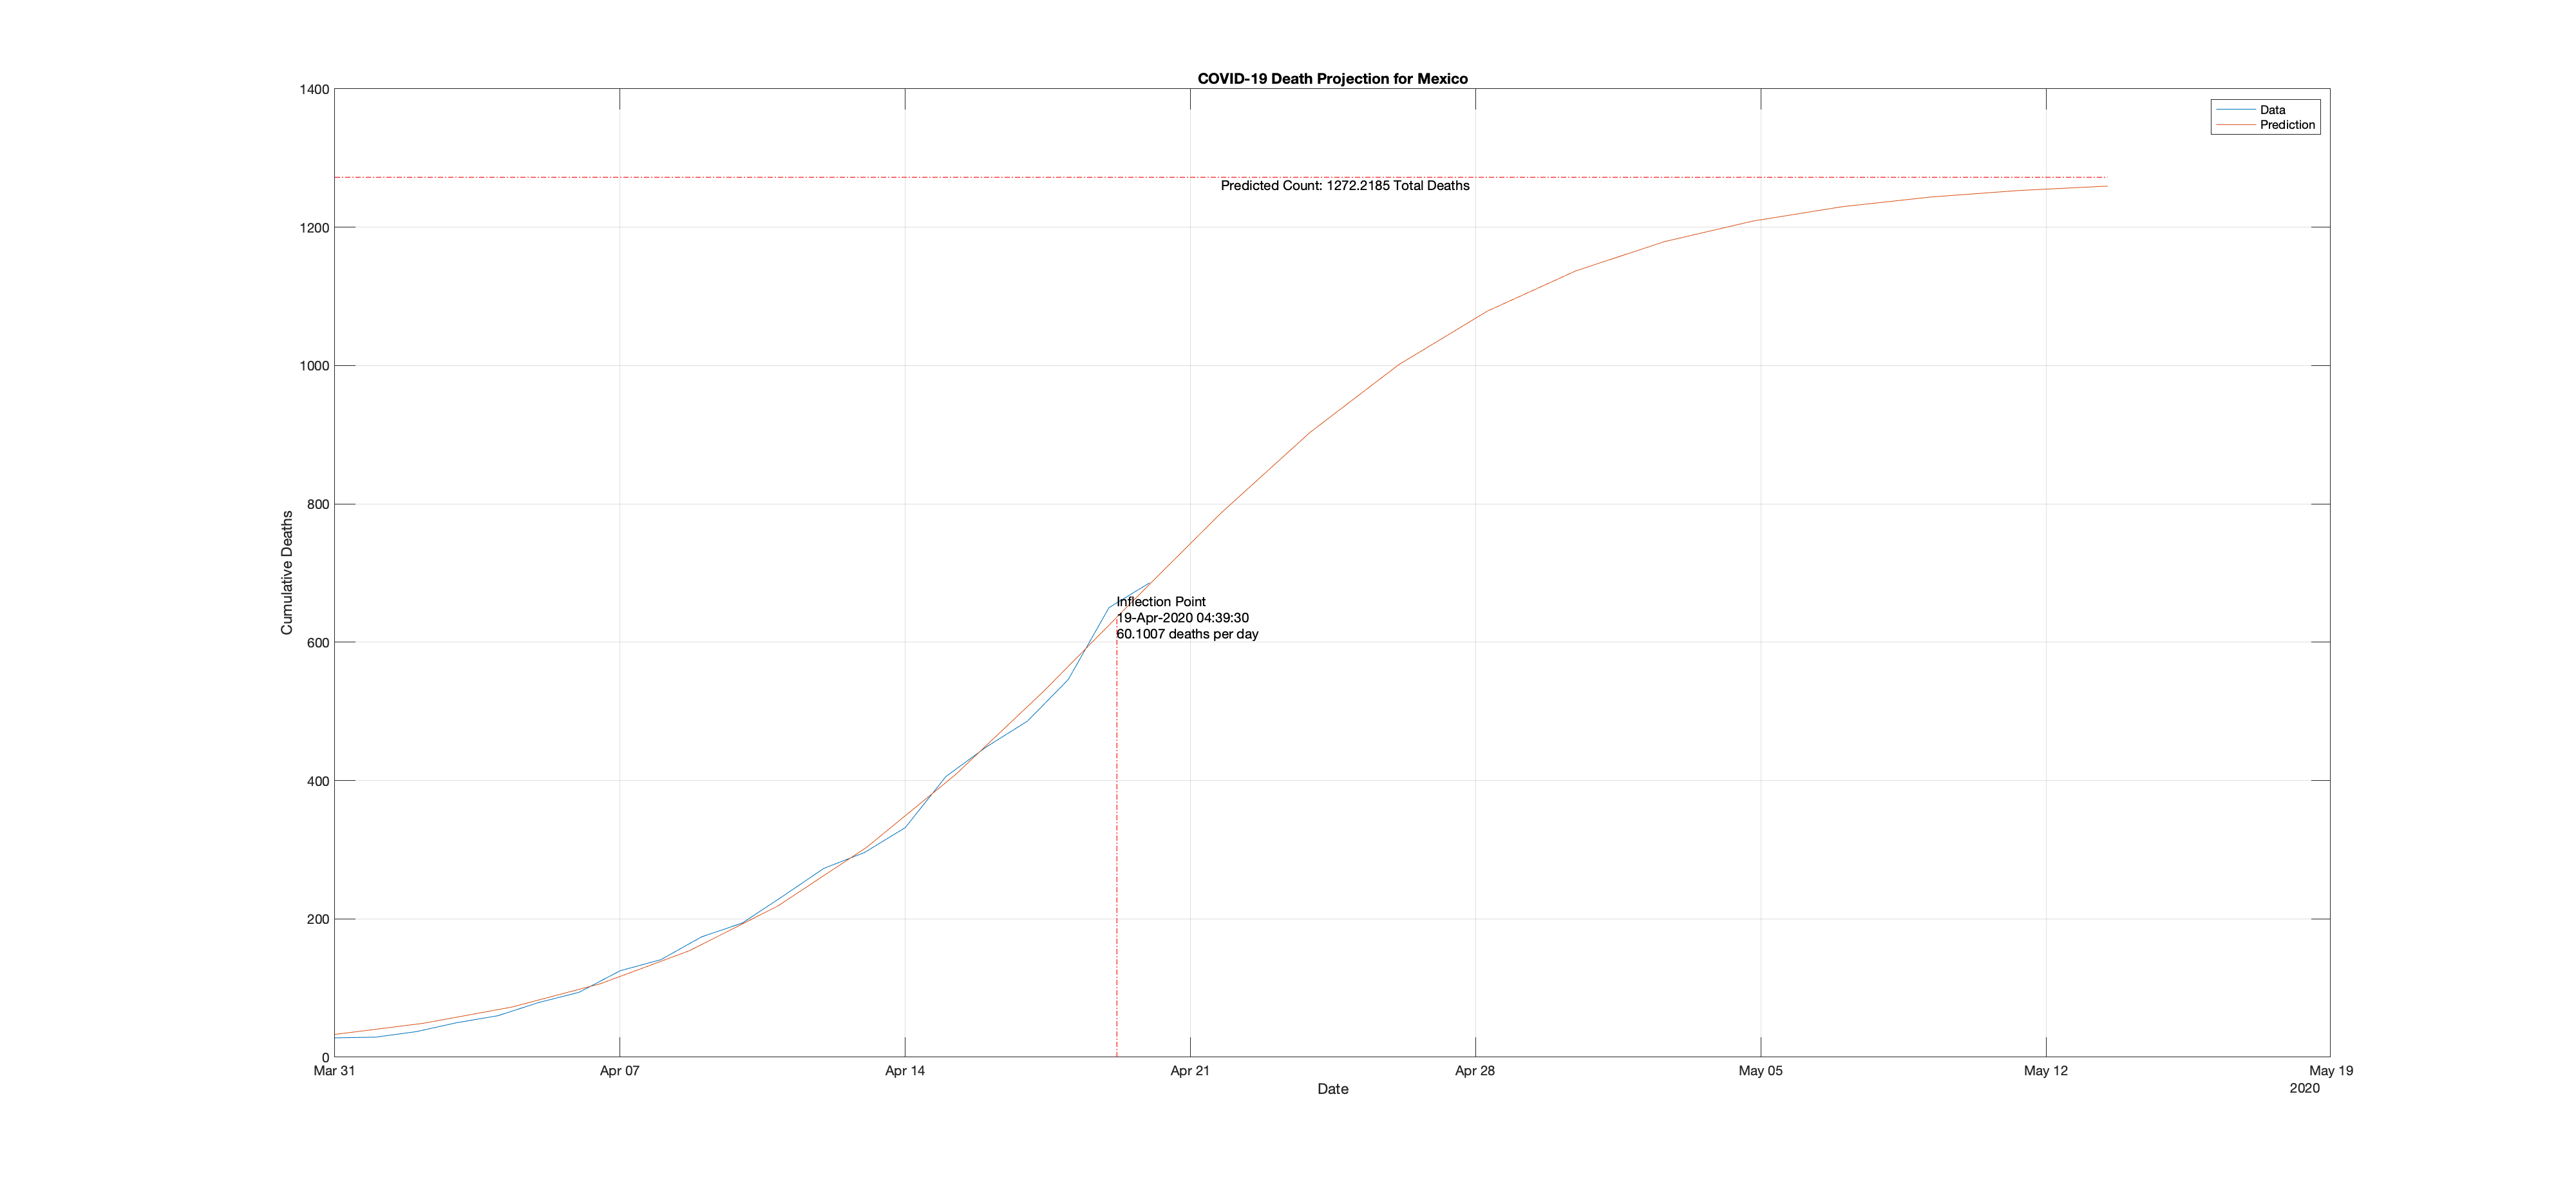 COVID-19 Death Projection for Mexico
1400
1200
1000
800
600
400
200
0
Cumulative Deaths
Data
Prediction
Predicted Count: 1272.2185 Total Deaths
Inflection Point
19-Apr-2020 04:39:30
60.1007 deaths per day
Mar 31 Apr 07 Apr 14 Apr 21 Apr 28 May 05 May 12 May 19
Date
2020